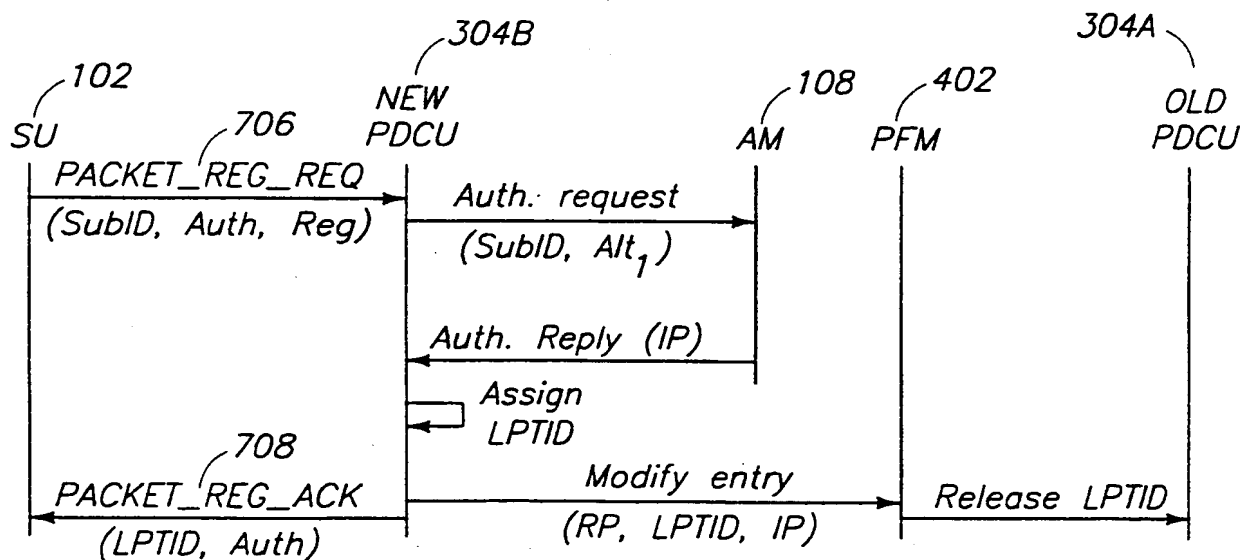 304B
304A
102
NEW
PDCU
108
402
OLD
PDCU
SU
706
AM
PFM
PACKET_REG_REQ
(SubID, Auth, Reg)
Auth. request
(SubID, Alt1)
Auth. Reply (IP)
Assign
LPTID
708
PACKET_REG_ACK
(LPTID, Auth)
Modify entry
(RP, LPTID, IP)
Release LPTID